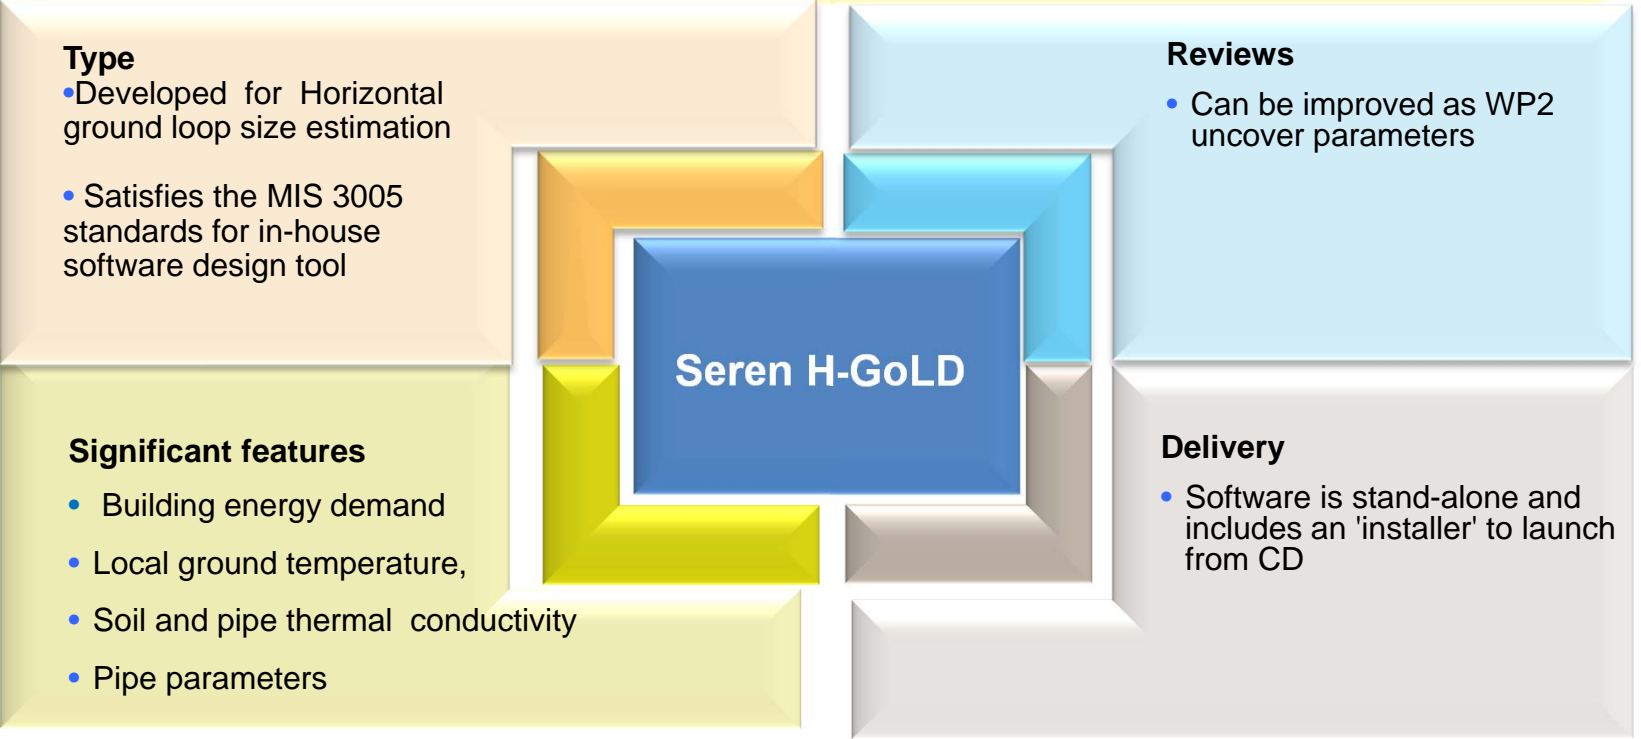 Type
•Developed for Horizontal
ground loop size estimation
• Satisfies the MIS 3005
standards for in-house
software design tool
Reviews
• Can be improved as WP2
uncover parameters
Seren H-GoLD
Significant features
• Building energy demand
• Local ground temperature,
• Soil and pipe thermal conductivity
• Pipe parameters
Delivery
• Software is stand-alone and
includes an 'installer' to launch
from CD